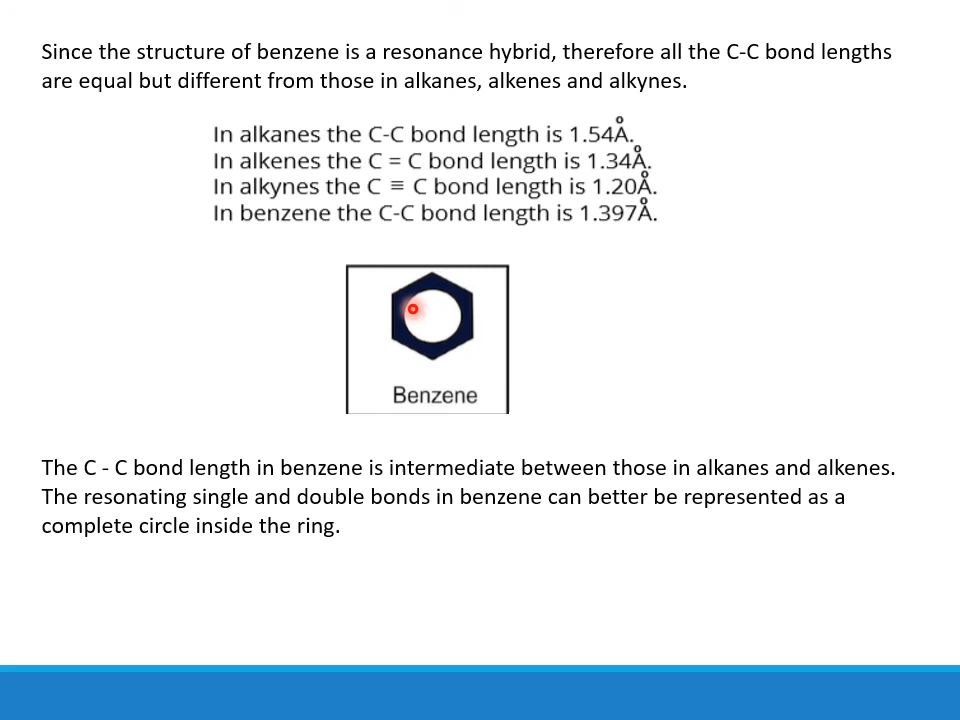 Since the structure of benzene is a resonance hybrid, therefore all the C-C bond lengths
are equal but different from those in alkanes, alkenes and alkynes.
In alkanes the C-C bond length is 1.54Å.
In alkenes the C = C bond length is 1.34Å.
In alkynes the C ≡ C bond length is 1.20Å.
In benzene the C-C bond length is 1.397Å.
Benzene
The C - C bond length in benzene is intermediate between those in alkanes and alkenes.
The resonating single and double bonds in benzene can better be represented as a
complete circle inside the ring.